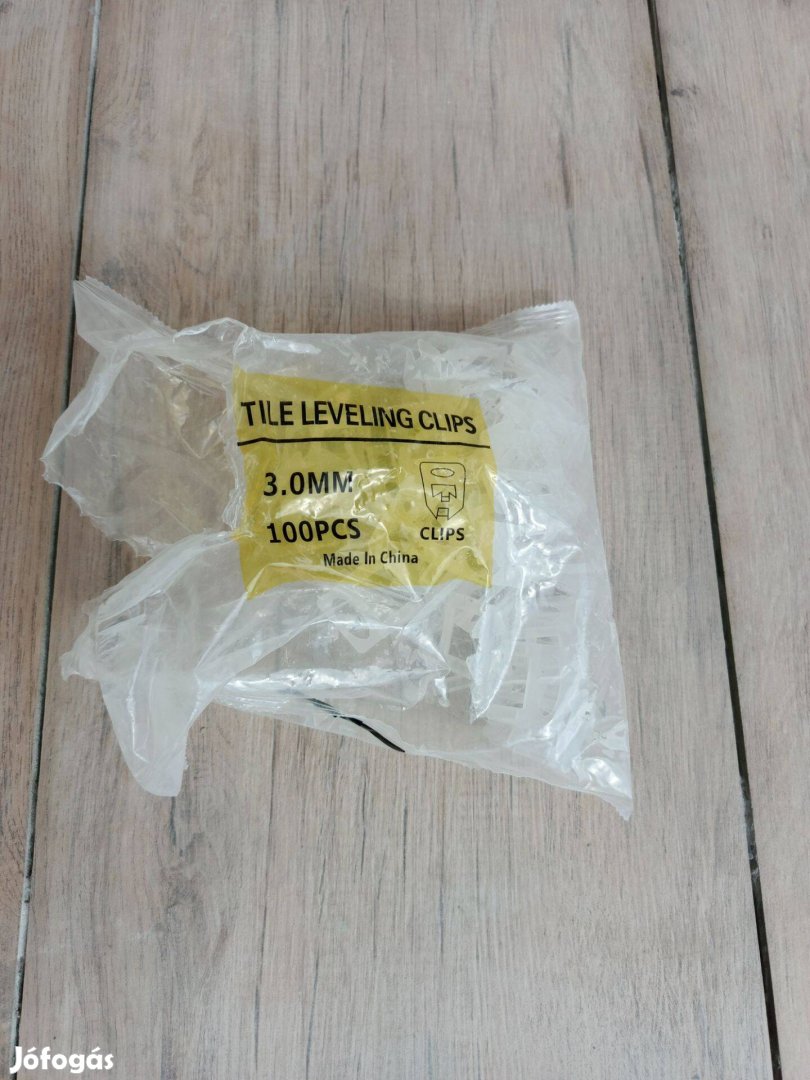 TILE LEVELING CLIPS
3.0MM
100PCS
CLIPS
Made In China
Jófogás